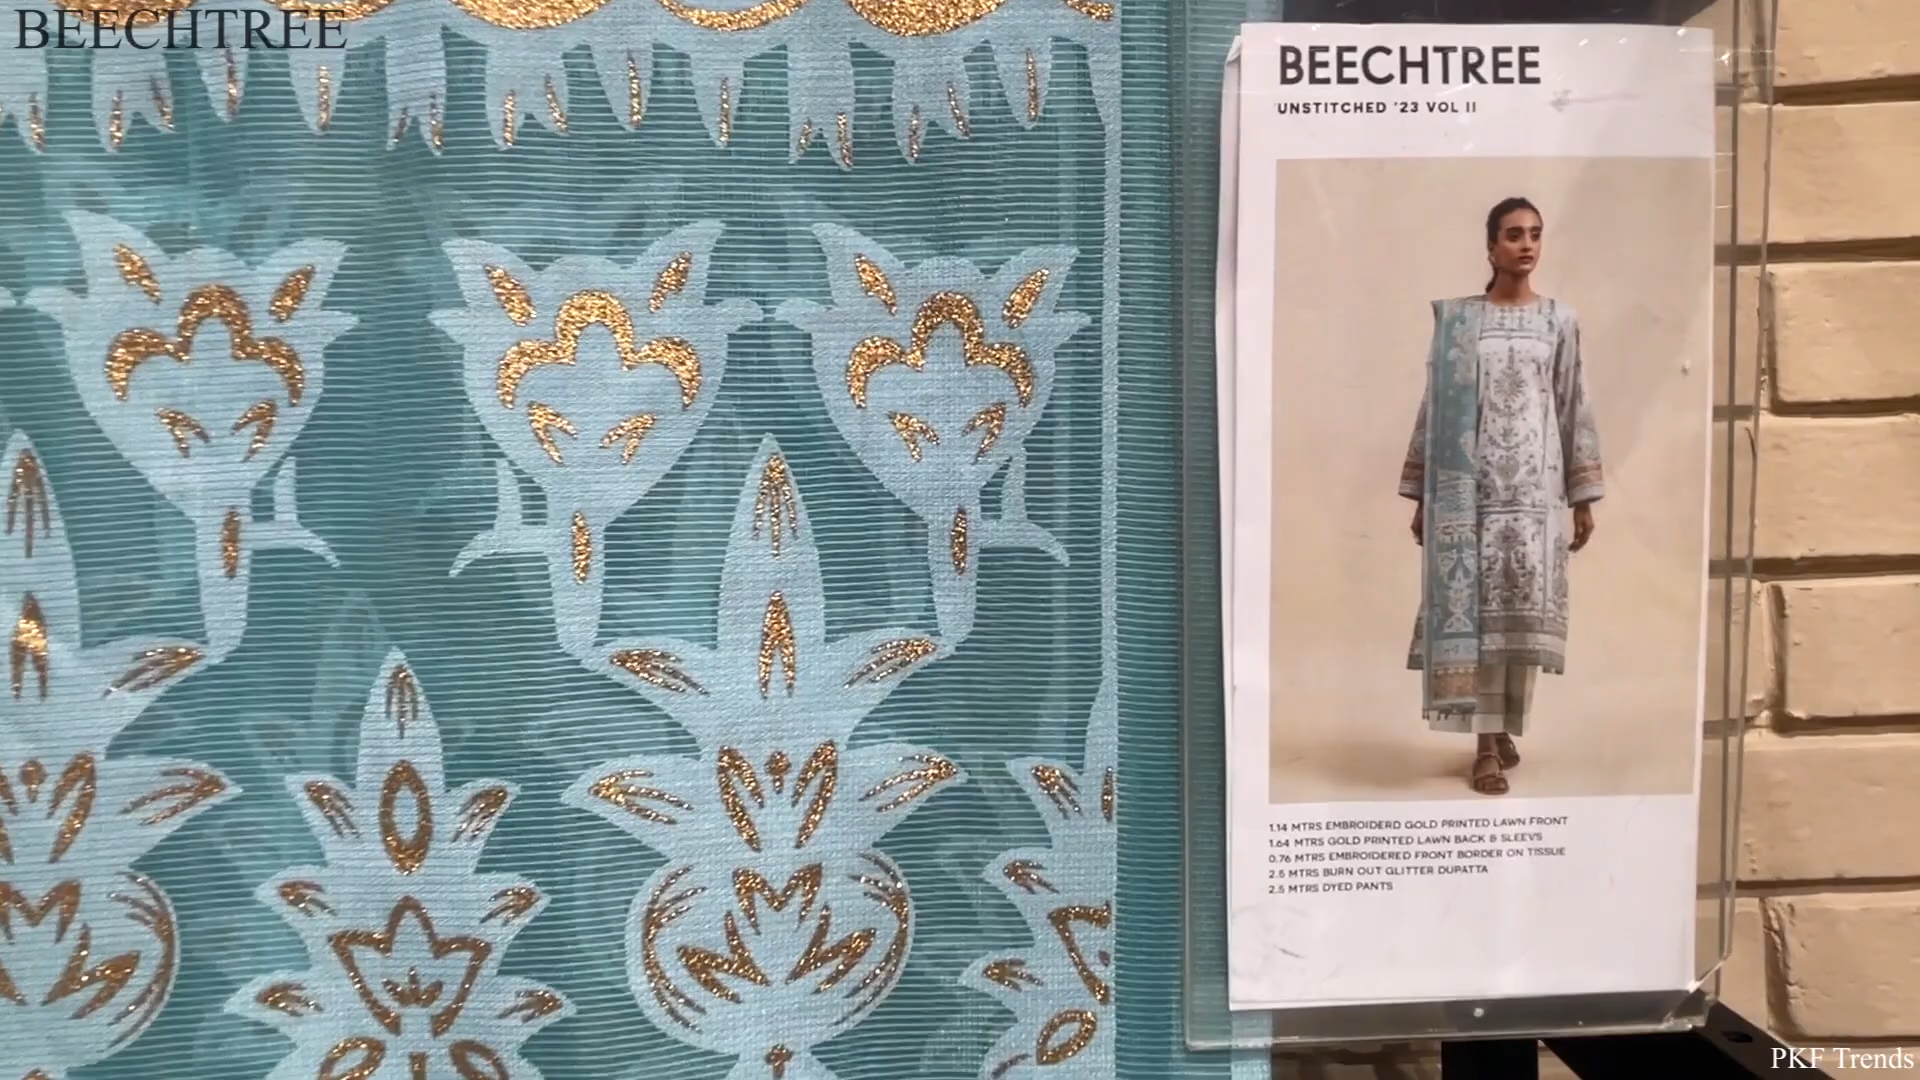 BEECHTREE
BEECHTREE
UNSTITCHED '23 VOL II
1.14 MTRS EMBROIDERD GOLD PRINTED LAWN FRONT
1.64 MTRS GOLD PRINTED LAWN BACK & SLEEVS
0.76 MTRS EMBROIDERED FRONT BORDER ON TISSUE
2.6 MTRS BURN OUT GLITTER DUPATTA
2.5 MTRS DYED PANTS
PKF Trends